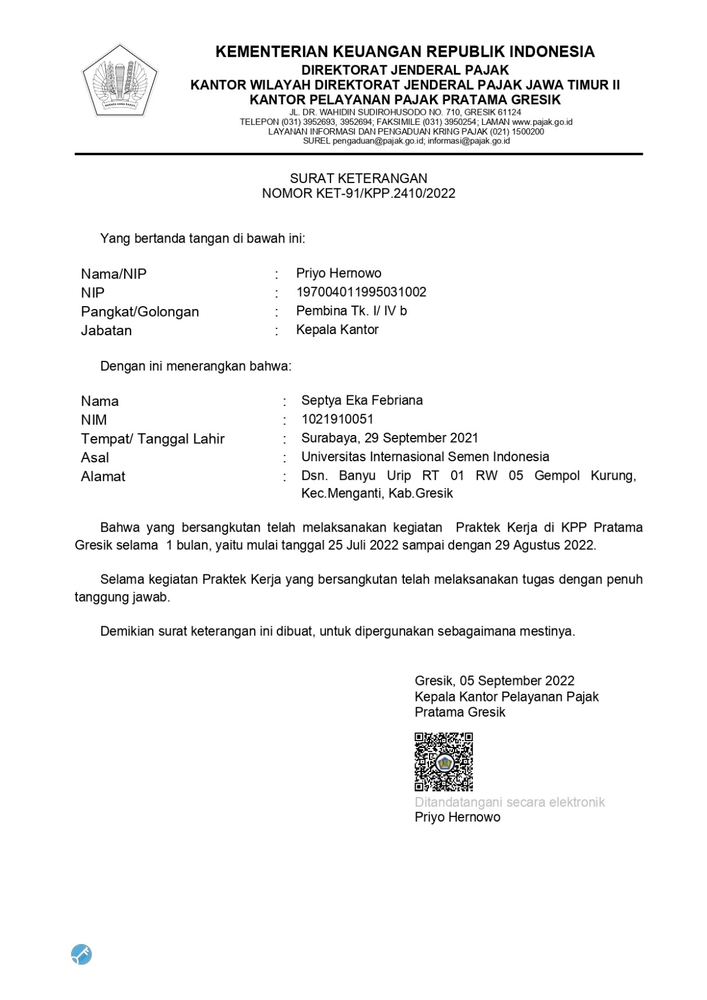 NAGARA DANA RAKCA
KEMENTERIAN KEUANGAN REPUBLIK INDONESIA
DIREKTORAT JENDERAL PAJAK
KANTOR WILAYAH DIREKTORAT JENDERAL PAJAK JAWA TIMUR II
KANTOR PELAYANAN PAJAK PRATAMA GRESIK
JL. DR. WAHIDIN SUDIROHUSODO NO. 710, GRESIK 61124
TELEPON (031) 3952693, 3952694; FAKSIMILE (031) 3950254; LAMAN www.pajak.go.id
LAYANAN INFORMASI DAN PENGADUAN KRING PAJAK (021) 1500200
SUREL pengaduan@pajak.go.id; informasi@pajak.go.id
SURAT KETERANGAN
NOMOR KET-91/KPP.2410/2022
Yang bertanda tangan di bawah ini:
Nama/NIP : Priyo Hernowo
NIP : 197004011995031002
Pangkat/Golongan : Pembina Tk. I/ IV b
Jabatan : Kepala Kantor
Dengan ini menerangkan bahwa:
Nama : Septya Eka Febriana
NIM : 1021910051
Tempat/ Tanggal Lahir : Surabaya, 29 September 2021
Asal : Universitas Internasional Semen Indonesia
Alamat : Dsn. Banyu Urip RT 01 RW 05 Gempol Kurung,
Kec.Menganti, Kab.Gresik
Bahwa yang bersangkutan telah melaksanakan kegiatan Praktek Kerja di KPP Pratama
Gresik selama 1 bulan, yaitu mulai tanggal 25 Juli 2022 sampai dengan 29 Agustus 2022.
Selama kegiatan Praktek Kerja yang bersangkutan telah melaksanakan tugas dengan penuh
tanggung jawab.
Demikian surat keterangan ini dibuat, untuk dipergunakan sebagaimana mestinya.
Gresik, 05 September 2022
Kepala Kantor Pelayanan Pajak
Pratama Gresik
Ditandatangani secara elektronik
Priyo Hernowo